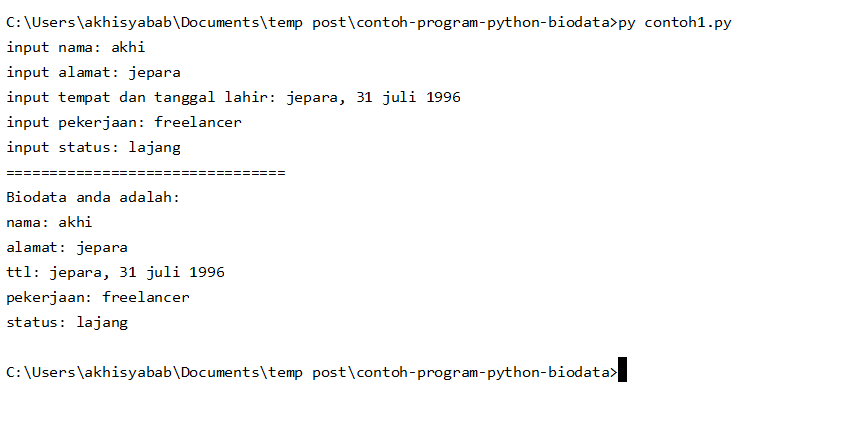 C:\Users\akhisyabab\Documents\temp post\contoh-program-python-biodata>py contoh1.py
input nama: akhi
input alamat: jepara
input tempat dan tanggal lahir: jepara, 31 juli 1996
input pekerjaan: freelancer
input status: lajang
================================
Biodata anda adalah:
nama: akhi
alamat: jepara
ttl: jepara, 31 juli 1996
pekerjaan: freelancer
status: lajang
C:\Users\akhisyabab\Documents\temp post\contoh-program-python-biodata>